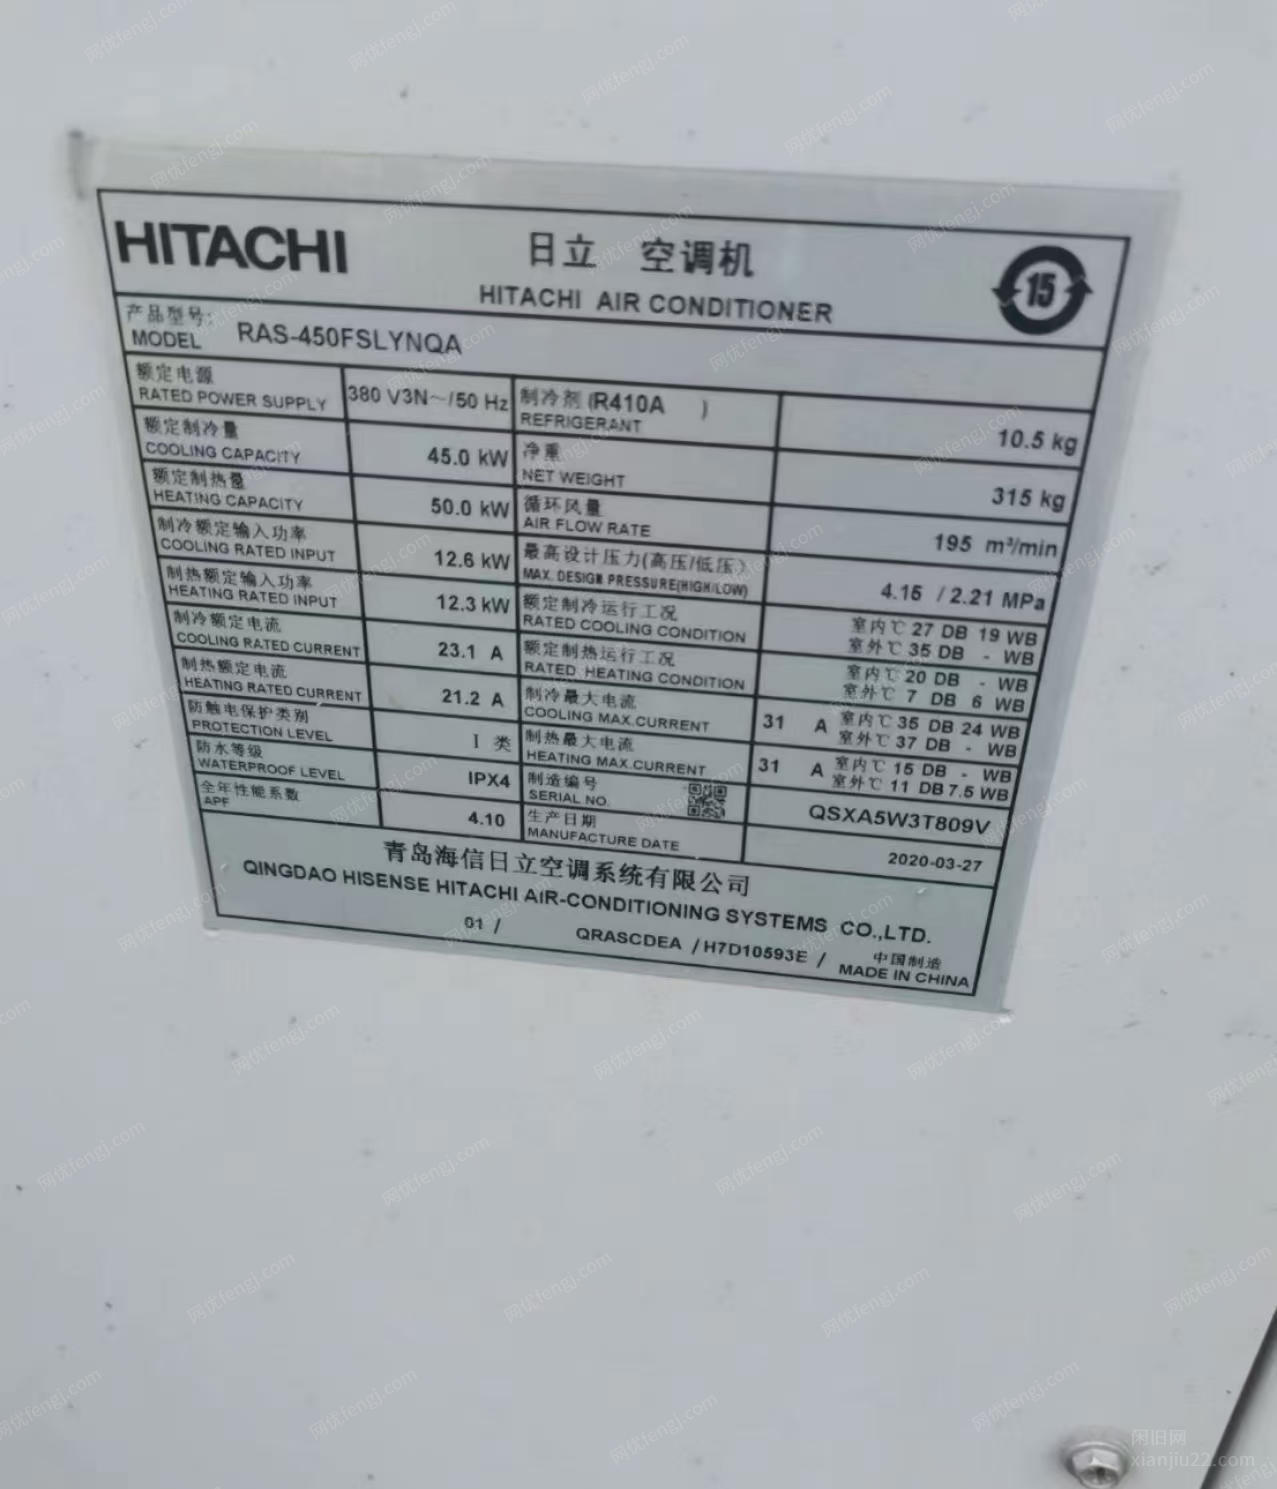 HITACHI
日立 空调机
HITACHI AIR CONDITIONER
15
产品型号:
MODEL RAS-450FSLYNQA
额定电源
RATED POWER SUPPLY 380 V3N～/50 Hz
制冷剂(R410A )
REFRIGERANT 10.5 kg
额定制冷量
COOLING CAPACITY 45.0 kW
净重
NET WEIGHT 315 kg
额定制热量
HEATING CAPACITY 50.0 kW
循环风量
AIR FLOW RATE 195 m³/min
制冷额定输入功率
COOLING RATED INPUT 12.6 kW
最高设计压力(高压/低压)
MAX. DESIGN PRESSURE(HIGH/LOW) 4.15 / 2.21 MPa
制热额定输入功率
HEATING RATED INPUT 12.3 kW
额定制冷运行工况 室内℃ 27 DB 19 WB
RATED COOLING CONDITION 室外℃ 35 DB - WB
制冷额定电流
COOLING RATED CURRENT 23.1 A
额定制热运行工况 室内℃ 20 DB - WB
RATED HEATING CONDITION 室外℃ 7 DB 6 WB
制热额定电流
HEATING RATED CURRENT 21.2 A
制冷最大电流 31 A 室内℃ 35 DB 24 WB
COOLING MAX.CURRENT 室外℃ 37 DB - WB
防触电保护类别
PROTECTION LEVEL I 类
制热最大电流 31 A 室内℃ 15 DB - WB
HEATING MAX.CURRENT 室外℃ 11 DB 7.5 WB
防水等级
WATERPROOF LEVEL IPX4
制造编号
SERIAL NO. QSXA5W3T809V
全年性能系数
APF 4.10
生产日期
MANUFACTURE DATE 2020-03-27
青岛海信日立空调系统有限公司
QINGDAO HISENSE HITACHI AIR-CONDITIONING SYSTEMS CO.,LTD.
01 / QRASCDEA /H7D10593E / 中国制造
MADE IN CHINA
闲旧网
xianjiu22.com
网优fengj.com